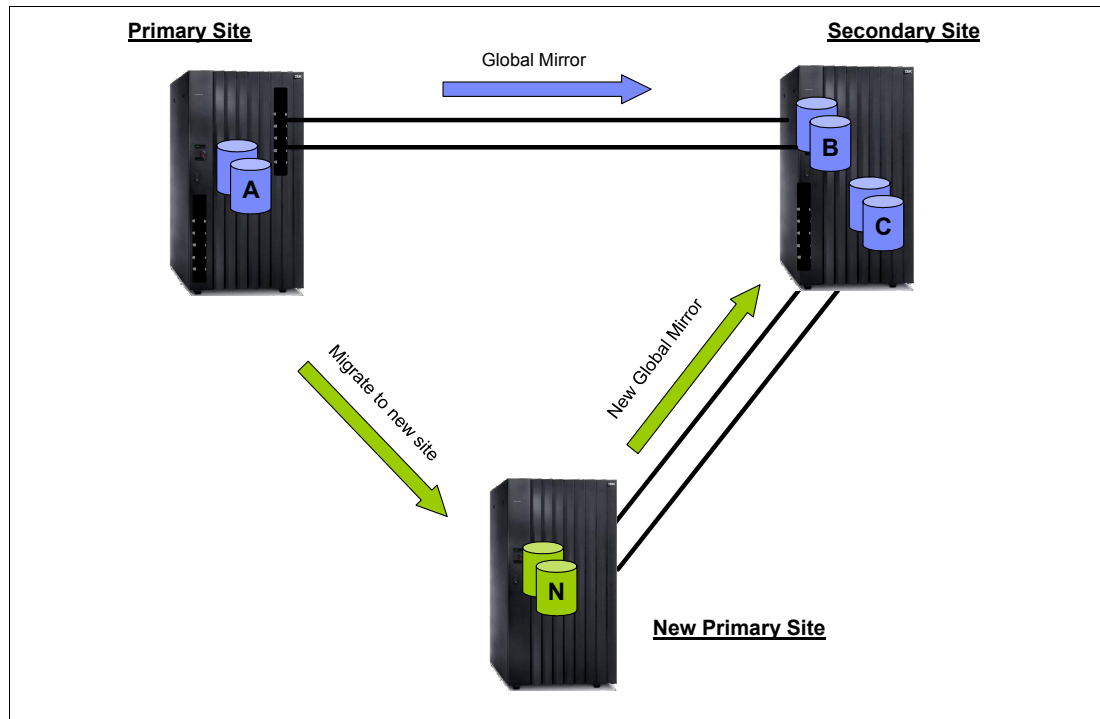 Primary Site
Secondary Site
Global Mirror
A
B
C
Migrate to new site
New Global Mirror
N
New Primary Site